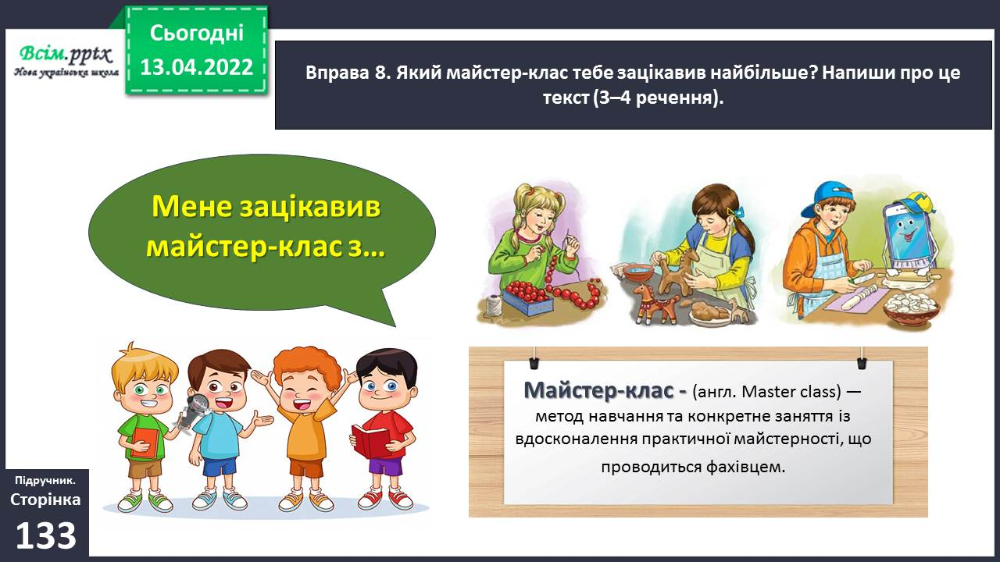 Всім.pptx
Нова українська школа
Сьогодні
13.04.2022
Вправа 8. Який майстер-клас тебе зацікавив найбільше? Напиши про це
текст (3–4 речення).
Мене зацікавив
майстер-клас з…
Майстер-клас - (англ. Master class) —
метод навчання та конкретне заняття із
вдосконалення практичної майстерності, що
проводиться фахівцем.
Підручник.
Сторінка
133